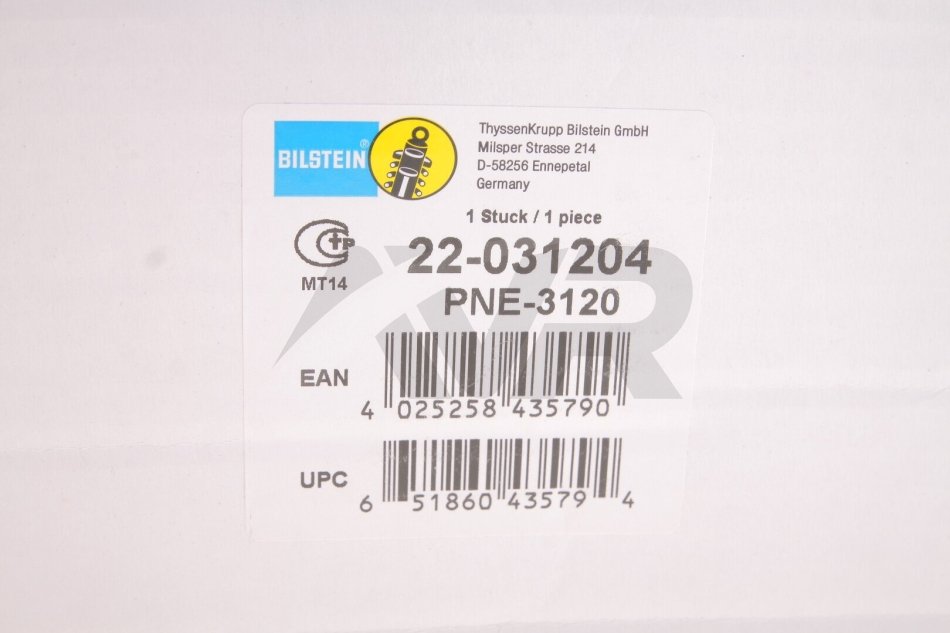 BILSTEIN®
ThyssenKrupp Bilstein GmbH
Milsper Strasse 214
D-58256 Ennepetal
Germany
1 Stuck / 1 piece
22-031204
PNE-3120
MT14
EAN
4 025258 435790
UPC
6 51860 43579 4